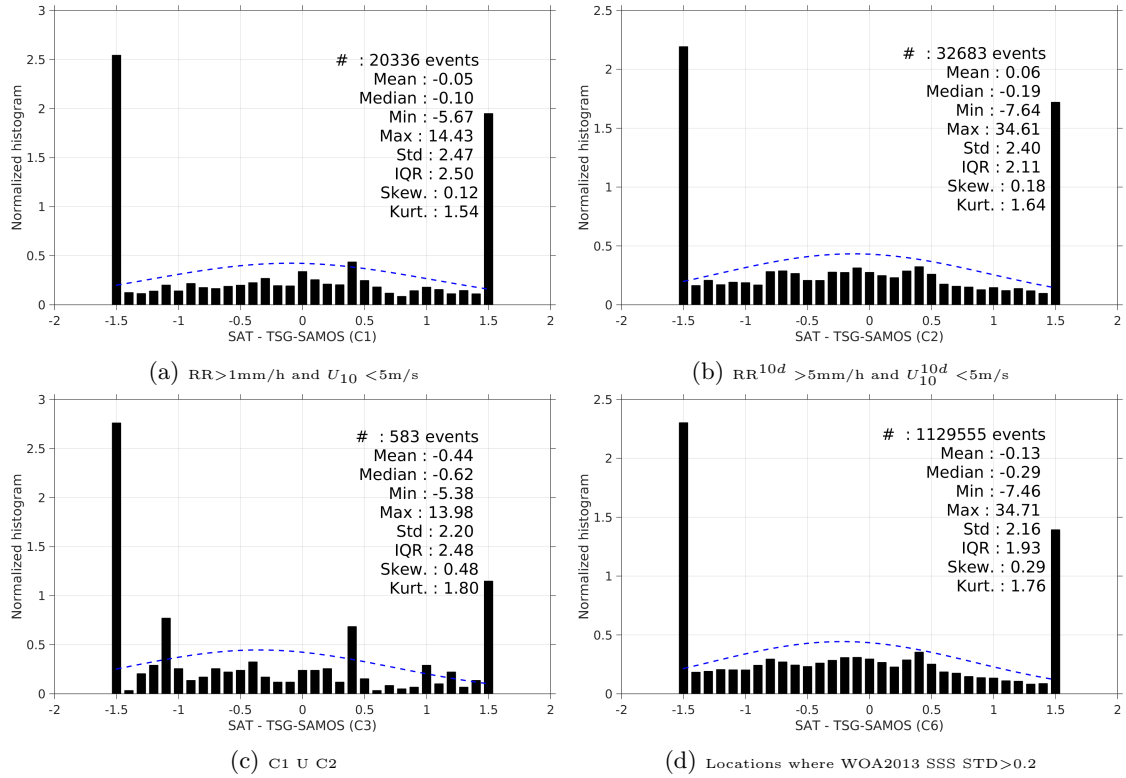 3
2.5
2
1.5
1
0.5
0
Normalized histogram
# : 20336 events
Mean : -0.05
Median : -0.10
Min : -5.67
Max : 14.43
Std : 2.47
IQR : 2.50
Skew. : 0.12
Kurt. : 1.54
-2 -1.5 -1 -0.5 0 0.5 1 1.5 2
SAT - TSG-SAMOS (C1)
(a) RR>1mm/h and U10 <5m/s
2.5
2
1.5
1
0.5
0
Normalized histogram
# : 32683 events
Mean : 0.06
Median : -0.19
Min : -7.64
Max : 34.61
Std : 2.40
IQR : 2.11
Skew. : 0.18
Kurt. : 1.64
-2 -1.5 -1 -0.5 0 0.5 1 1.5 2
SAT - TSG-SAMOS (C2)
(b) RR10d >5mm/h and U10d10 <5m/s
3
2.5
2
1.5
1
0.5
0
Normalized histogram
# : 583 events
Mean : -0.44
Median : -0.62
Min : -5.38
Max : 13.98
Std : 2.20
IQR : 2.48
Skew. : 0.48
Kurt. : 1.80
-2 -1.5 -1 -0.5 0 0.5 1 1.5 2
SAT - TSG-SAMOS (C3)
(c) C1 U C2
2.5
2
1.5
1
0.5
0
Normalized histogram
# : 1129555 events
Mean : -0.13
Median : -0.29
Min : -7.46
Max : 34.71
Std : 2.16
IQR : 1.93
Skew. : 0.29
Kurt. : 1.76
-2 -1.5 -1 -0.5 0 0.5 1 1.5 2
SAT - TSG-SAMOS (C6)
(d) Locations where WOA2013 SSS STD>0.2